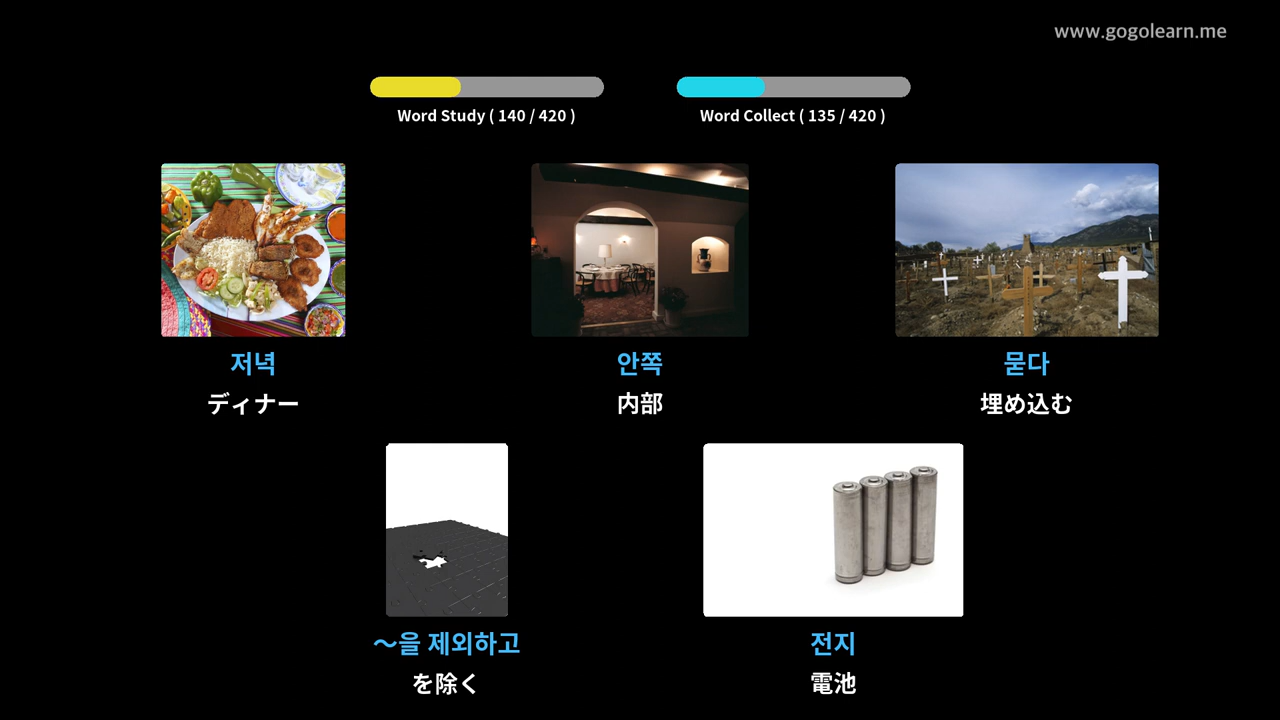 www.gogolearn.me
Word Study ( 140 / 420 )
Word Collect ( 135 / 420 )
저녁
안쪽
묻다
ディナー
内部
埋め込む
～을 제외하고
전지
を除く
電池